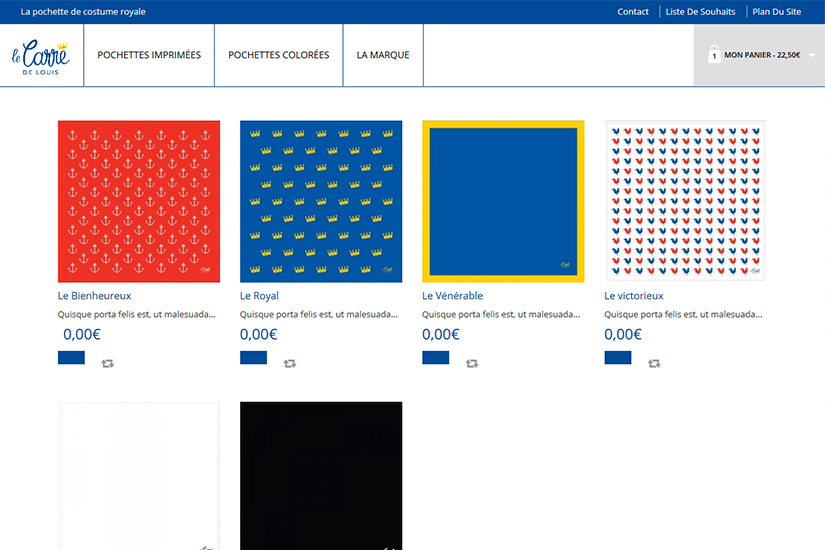 La pochette de costume royale
Contact
Liste De Souhaits
Plan Du Site
le Carré
DE LOUIS
POCHETTES IMPRIMÉES
POCHETTES COLORÉES
LA MARQUE
1
MON PANIER - 22,50€
Le Bienheureux
Quisque porta felis est, ut malesuada...
0,00€
Le Royal
Quisque porta felis est, ut malesuada...
0,00€
Le Vénérable
Quisque porta felis est, ut malesuada...
0,00€
Le victorieux
Quisque porta felis est, ut malesuada...
0,00€